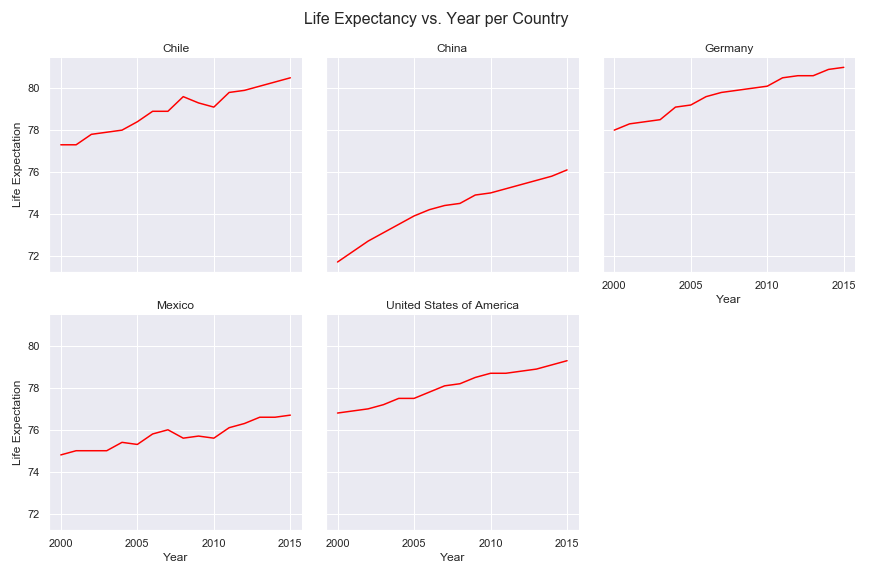 Life Expectancy vs. Year per Country
Chile
China
Germany
80
78
76
74
72
Life Expectation
2000 2005 2010 2015
Year
Mexico
United States of America
80
78
76
74
72
Life Expectation
2000 2005 2010 2015
Year
2000 2005 2010 2015
Year